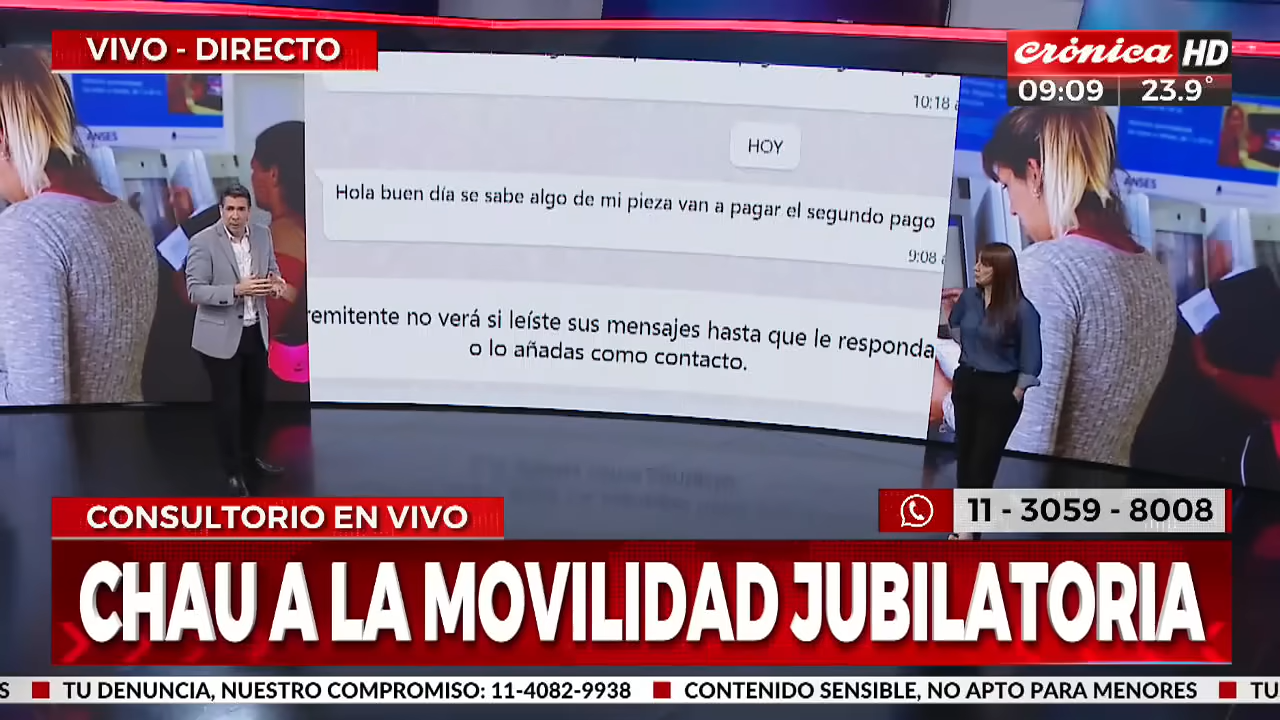 VIVO - DIRECTO
crónica HD
09:09 23.9°
10:18
HOY
Hola buen día se sabe algo de mi pieza van a pagar el segundo pago
9:08
remitente no verá si leíste sus mensajes hasta que le responda
o lo añadas como contacto.
ANSES
ANSES
CONSULTORIO EN VIVO
11 - 3059 - 8008
CHAU A LA MOVILIDAD JUBILATORIA
S TU DENUNCIA, NUESTRO COMPROMISO: 11-4082-9938 CONTENIDO SENSIBLE, NO APTO PARA MENORES TU